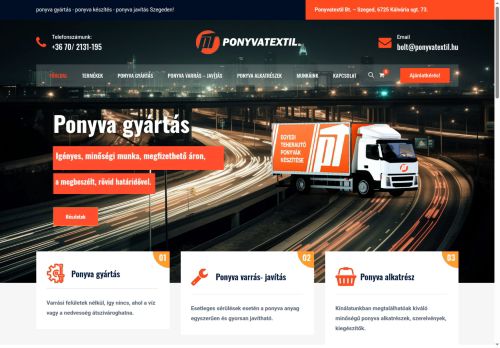 ponyva gyártás - ponyva készítés - ponyva javítás Szegeden!
Ponyvatextil Bt. – Szeged, 6725 Kálvária sgt. 73.
Telefonszámunk:
+36 70/ 2131-195
PONYVATEXTIL
Email
bolt@ponyvatextil.hu
FŐOLDAL
TERMÉKEK
PONYVA GYÁRTÁS
PONYVA VARRÁS – JAVÍTÁS
PONYVA ALKATRÉSZEK
MUNKÁINK
KAPCSOLAT
Ajánlatkérés!
Ponyva gyártás
Igényes, minőségi munka, megfizethető áron,
a megbeszélt, rövid határidővel.
Részletek
EGYEDI
TEHERAUTÓ
PONYVÁK
KÉSZÍTÉSE
01
Ponyva gyártás
Varrási felületek nélkül, így nincs, ahol a víz
vagy a nedvesség átszivároghatna.
02
Ponyva varrás- javítás
Esetleges sérülések esetén a ponyva anyag
egyszerűen és gyorsan javítható.
03
Ponyva alkatrész
Kínálatunkban megtalálhatóak kiváló
minőségű ponyva alkatrészek, szerelvények,
kiegészítők.